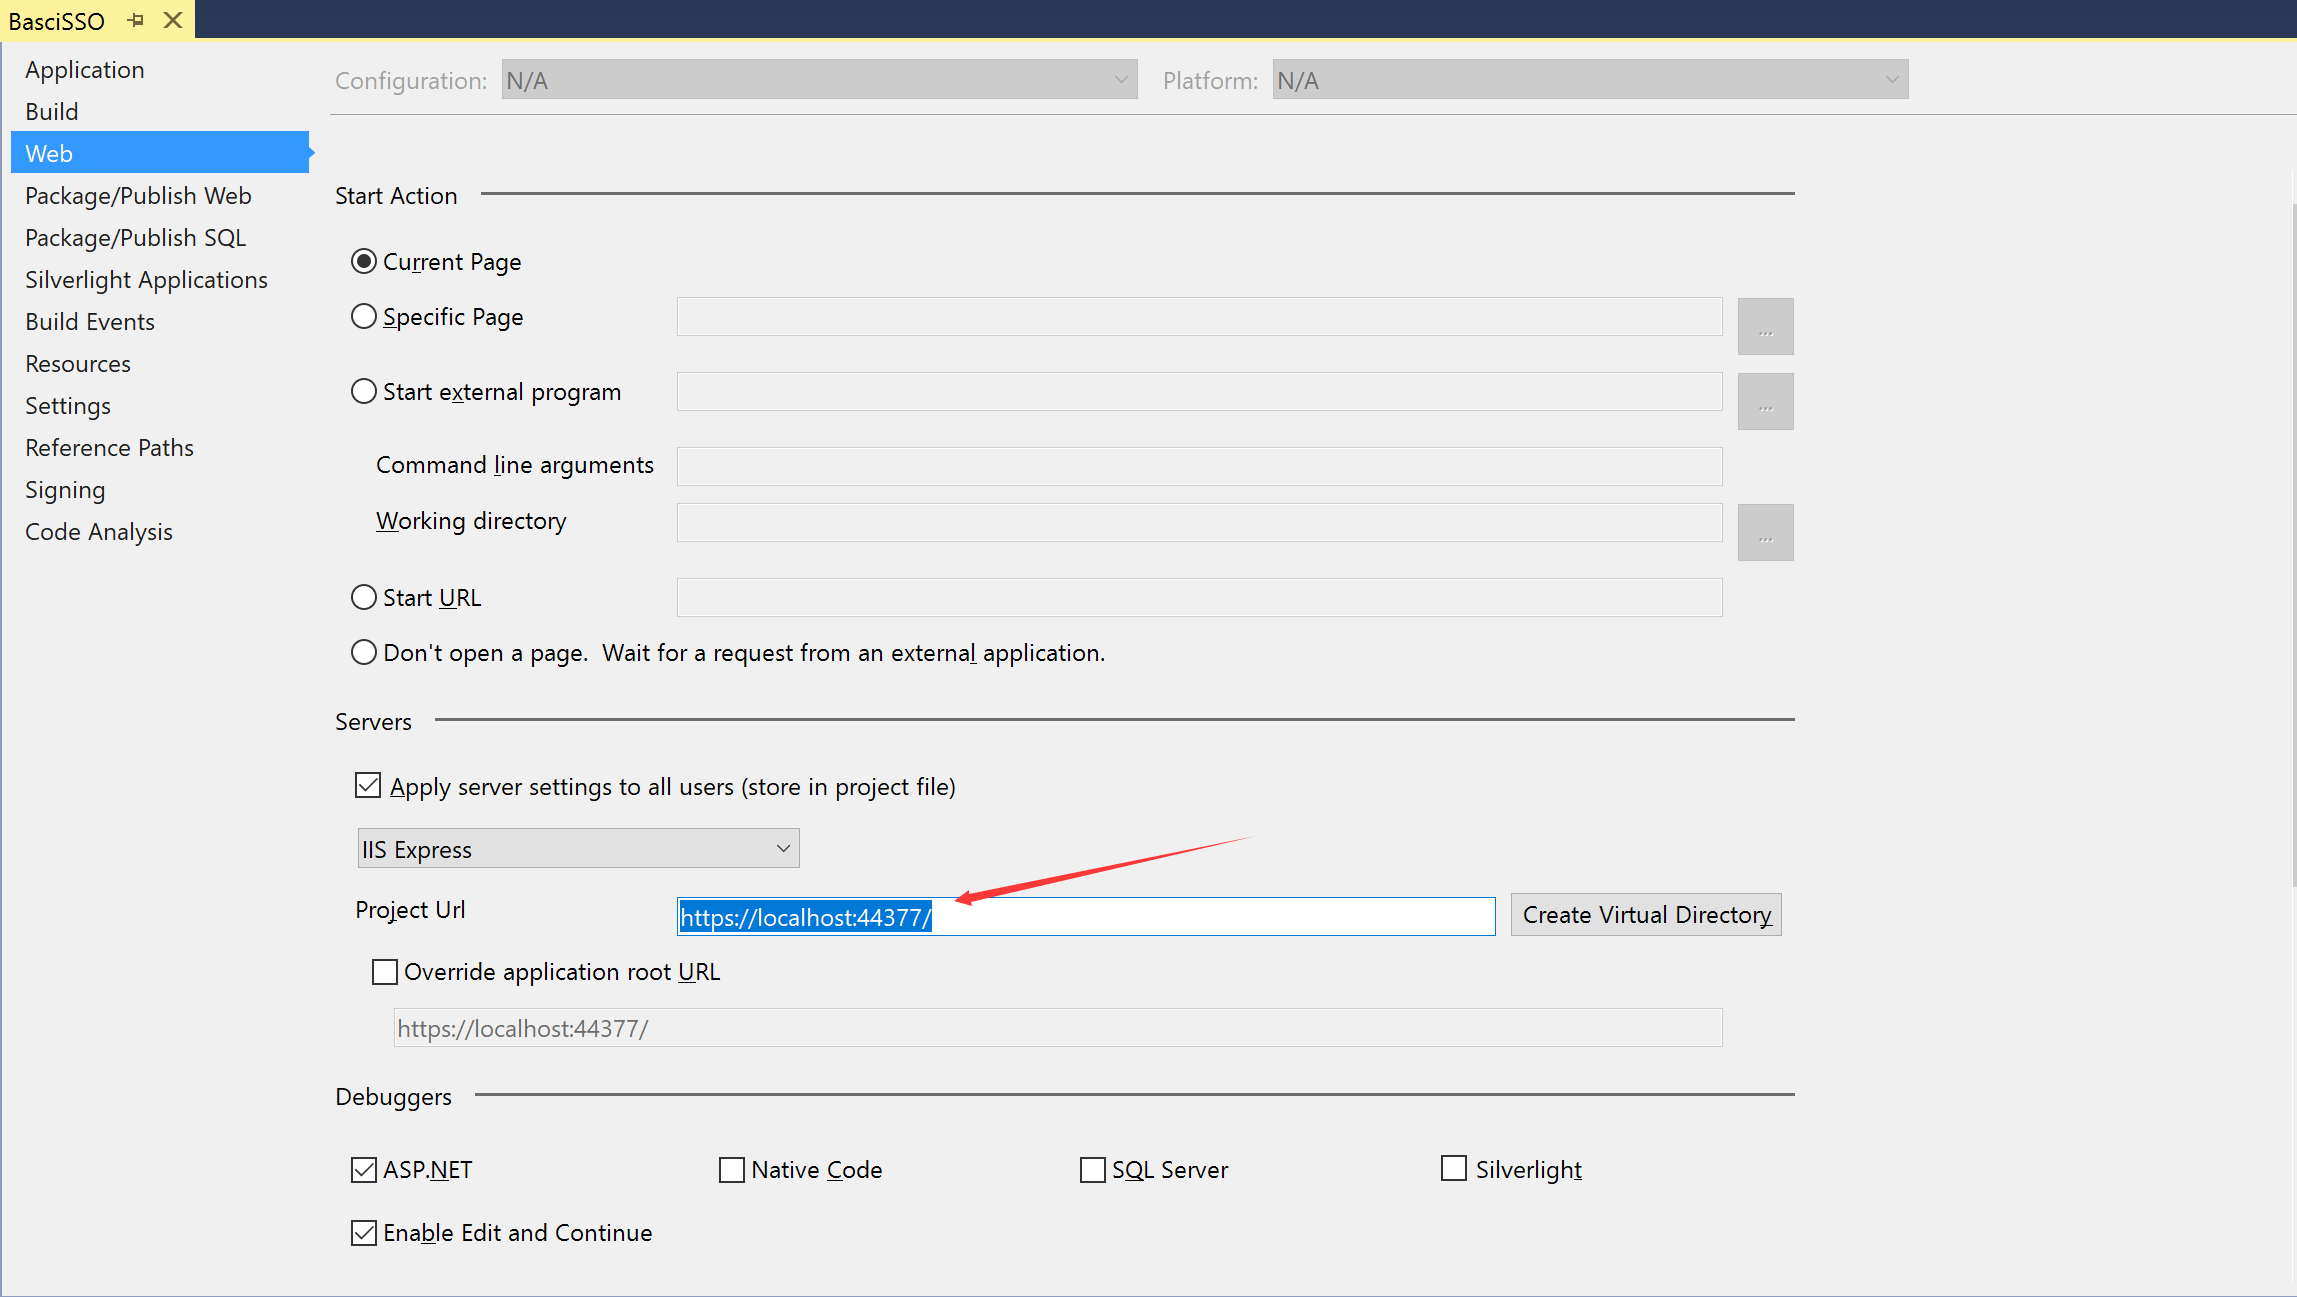 BasciSSO
Application
Build
Web
Package/Publish Web
Package/Publish SQL
Silverlight Applications
Build Events
Resources
Settings
Reference Paths
Signing
Code Analysis
Configuration: N/A Platform: N/A
Start Action
Current Page
Specific Page ...
Start external program ...
Command line arguments
Working directory ...
Start URL
Don't open a page. Wait for a request from an external application.
Servers
Apply server settings to all users (store in project file)
IIS Express
Project Url https://localhost:44377/ Create Virtual Directory
Override application root URL
https://localhost:44377/
Debuggers
ASP.NET Native Code SQL Server Silverlight
Enable Edit and Continue